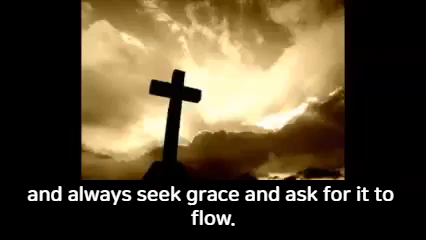 and always seek grace and ask for it to
flow.